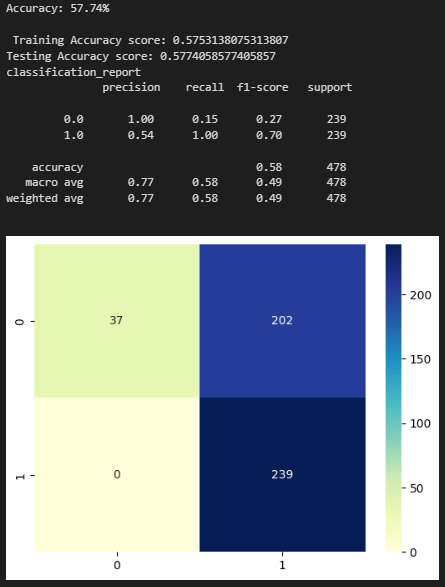 Accuracy: 57.74%
Training Accuracy score: 0.5753138075313807
Testing Accuracy score: 0.5774058577405857
classification_report
precision recall f1-score support
0.0 1.00 0.15 0.27 239
1.0 0.54 1.00 0.70 239
accuracy 0.58 478
macro avg 0.77 0.58 0.49 478
weighted avg 0.77 0.58 0.49 478
0 37 202
1 0 239
0 1
200
150
100
50
0